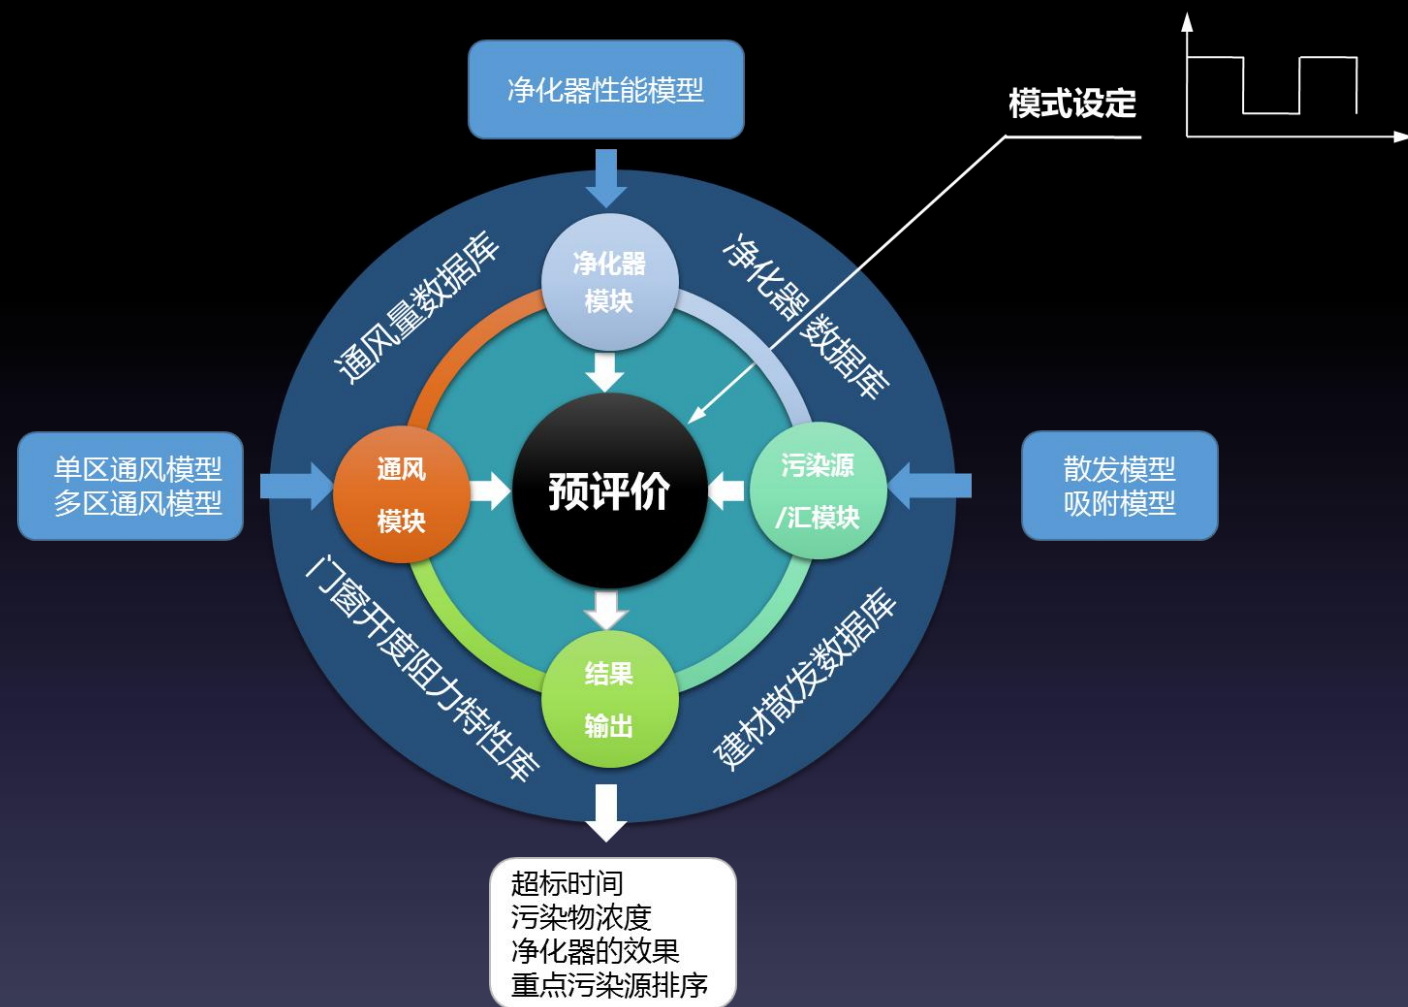 净化器性能模型
模式设定
通风量数据库
净化器 数据库
净化器
模块
单区通风模型
多区通风模型
通风
模块
预评价
污染源
/汇模块
散发模型
吸附模型
门窗开度阻力特性库
建材散发数据库
结果
输出
超标时间
污染物浓度
净化器的效果
重点污染源排序